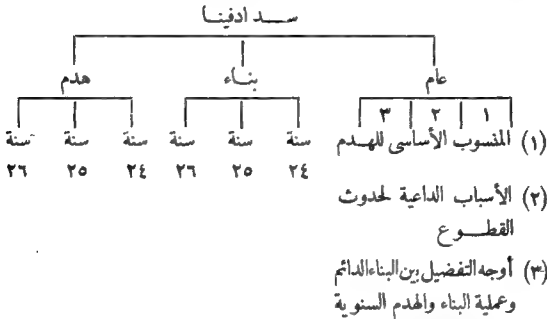 سد ادفينا
عام بناء هدم
١ ٢ ٣
سنة سنة سنة سنة سنة سنة
٢٤ ٢٥ ٢٦ ٢٤ ٢٥ ٢٦
(١) المنسوب الأساسى للهدم
(٢) الأسباب الداعية لحدوث
القطوع
(٣) أوجه التفضيل بين البناء الدائم
وعملية البناء والهدم السنوية